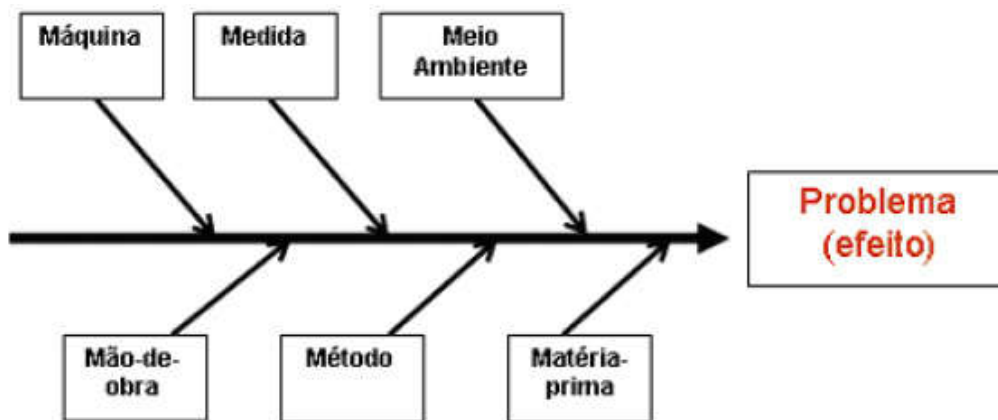 Máquina
Medida
Meio
Ambiente
Problema
(efeito)
Mão-de-
obra
Método
Matéria-
prima